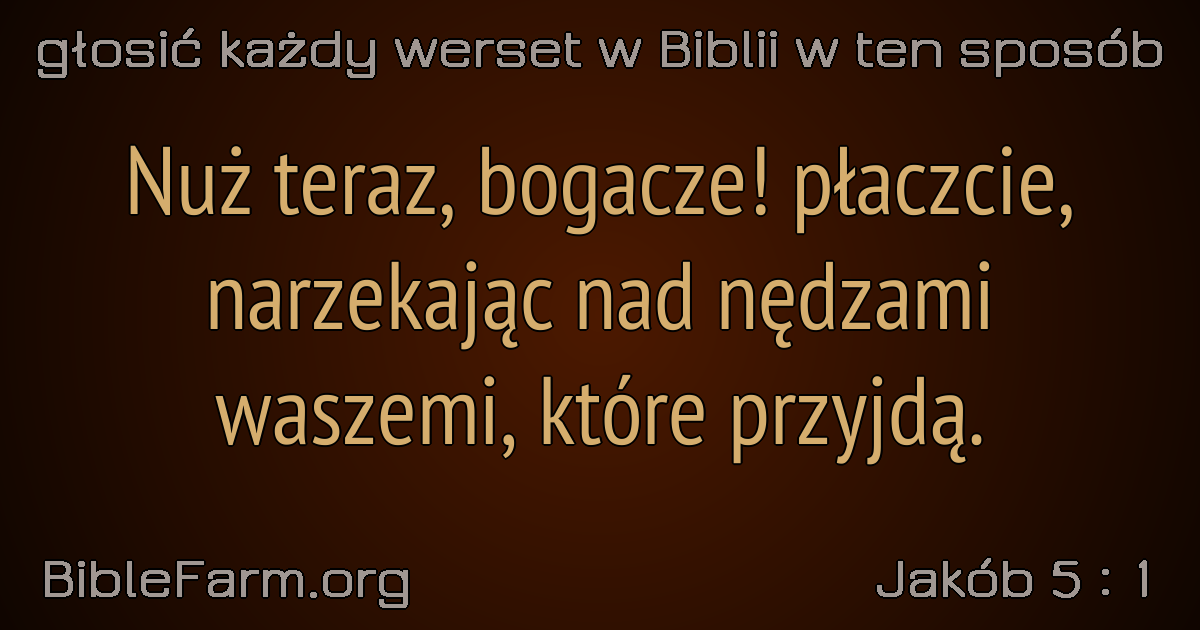 głosić każdy werset w Biblii w ten sposób
Nuż teraz, bogacze! płaczcie,
narzekając nad nędzami
waszemi, które przyjdą.
BibleFarm.org
Jakób 5 : 1